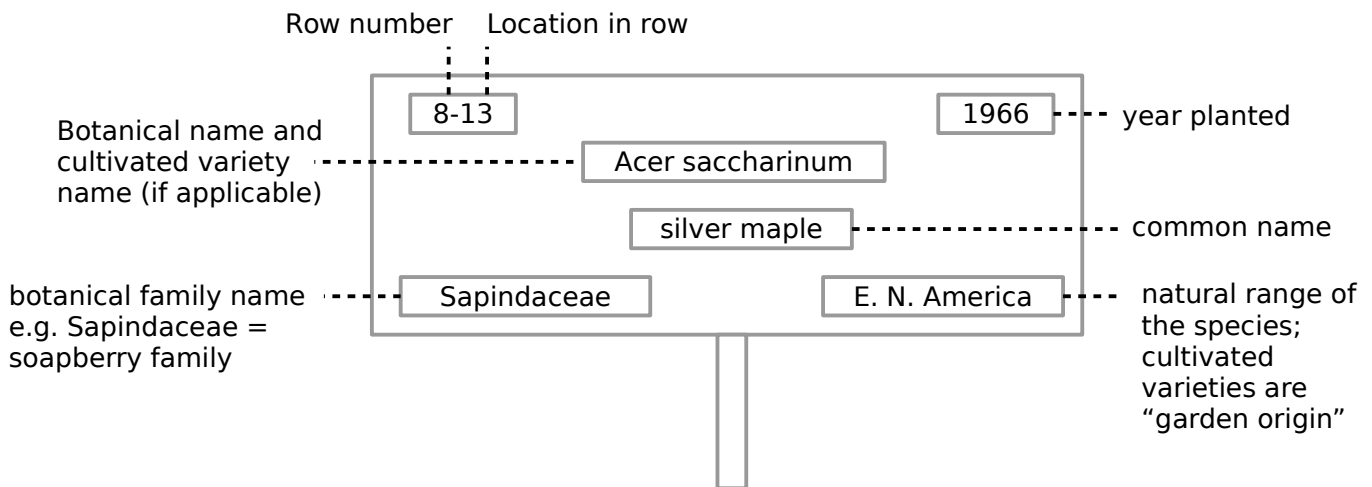 Row number
Location in row
8-13
1966
year planted
Botanical name and
cultivated variety
name (if applicable)
Acer saccharinum
silver maple
common name
botanical family name
e.g. Sapindaceae =
soapberry family
Sapindaceae
E. N. America
natural range of
the species;
cultivated
varieties are
“garden origin”